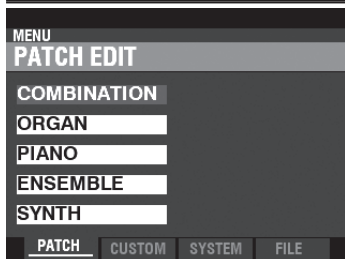 MENU
PATCH EDIT
COMBINATION
ORGAN
PIANO
ENSEMBLE
SYNTH
PATCH CUSTOM SYSTEM FILE